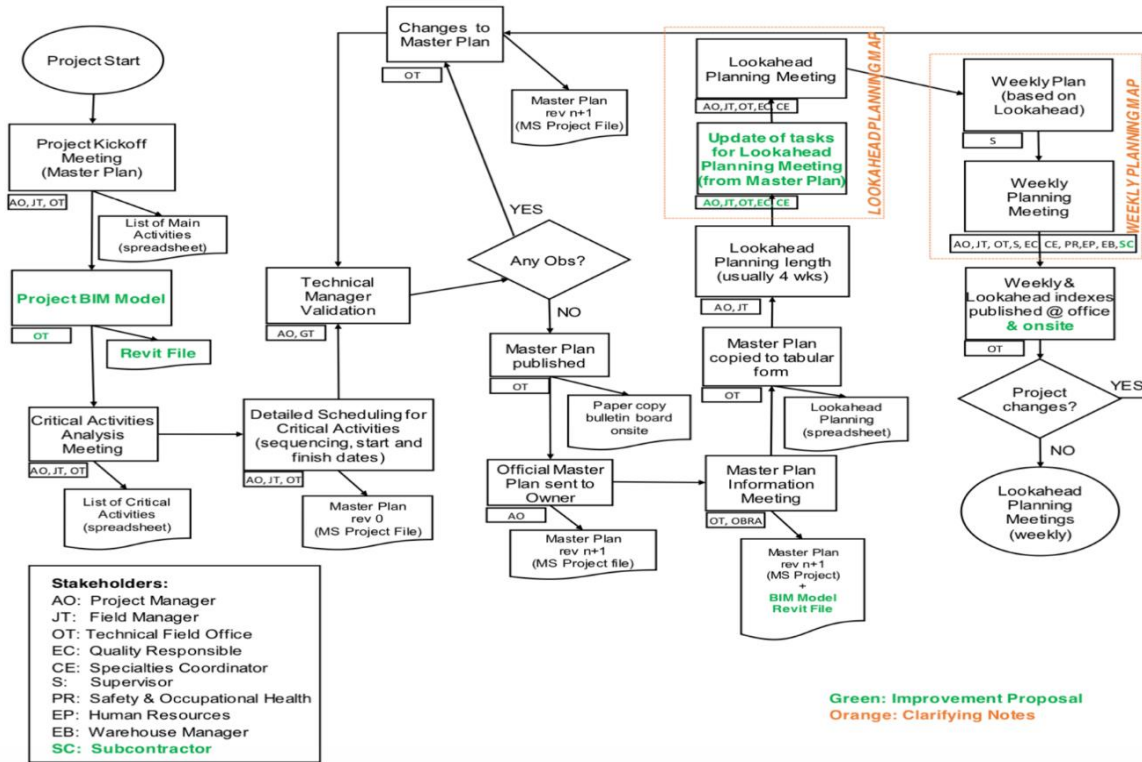 Project Start
Project Kickoff
Meeting
(Master Plan)
AO, JT, OT
List of Main
Activities
(spreadsheet)
Project BIM Model
OT
Revit File
Critical Activities
Analysis
Meeting
AO, JT, OT
List of Critical
Activities
(spreadsheet)
Changes to
Master Plan
OT
Master Plan
rev n+1
(MS Project File)
Technical
Manager
Validation
AO, GT
Detailed Scheduling for
Critical Activities
(sequencing, start and
finish dates)
AO, JT, OT
Master Plan
rev 0
(MS Project File)
YES
Any Obs?
NO
Master Plan
published
OT
Paper copy
bulletin board
onsite
Official Master
Plan sent to
Owner
AO
Master Plan
rev n+1
(MS Project file)
Lookahead
Planning Meeting
AO,JT,OT,EC,CE
Update of tasks
for Lookahead
Planning Meeting
(from Master Plan)
AO,JT,OT,EC,CE
LOOKAHEAD PLANNING MAP
Lookahead
Planning length
(usually 4 wks)
AO, JT
Master Plan
copied to tabular
form
OT
Lookahead
Planning
(spreadsheet)
Master Plan
Information
Meeting
OT, OBRA
Master Plan
rev n+1
(MS Project)
+
BIM Model
Revit File
Weekly Plan
(based on
Lookahead)
S
Weekly
Planning
Meeting
AO, JT, OT,S, EC, CE, PR,EP, EB,SC
WEEKLY PLANNING MAP
Weekly &
Lookahead indexes
published @ office
& onsite
OT
Project
changes?
YES
NO
Lookahead
Planning
Meetings
(weekly)
Stakeholders:
AO: Project Manager
JT: Field Manager
OT: Technical Field Office
EC: Quality Responsible
CE: Specialties Coordinator
S: Supervisor
PR: Safety & Occupational Health
EP: Human Resources
EB: Warehouse Manager
SC: Subcontractor
Green: Improvement Proposal
Orange: Clarifying Notes